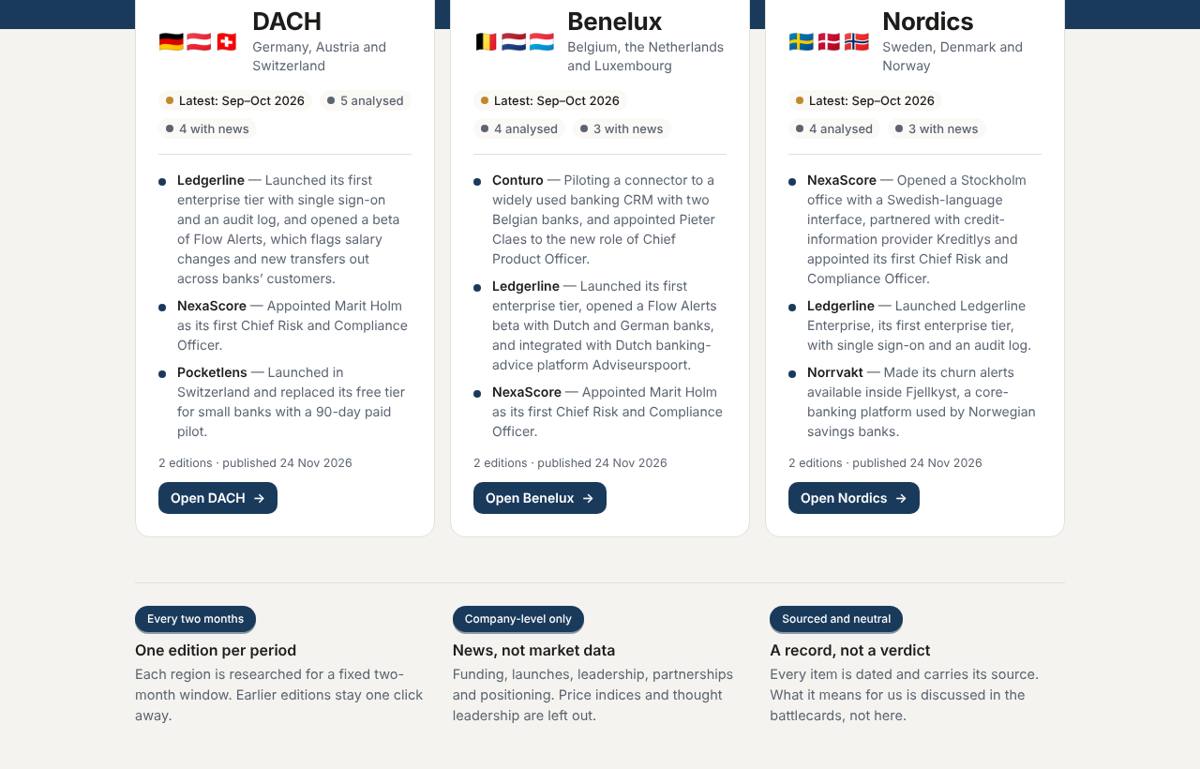 DACH
Germany, Austria and
Switzerland
Latest: Sep–Oct 2026
5 analysed
4 with news
Ledgerline — Launched its first
enterprise tier with single sign-on
and an audit log, and opened a beta
of Flow Alerts, which flags salary
changes and new transfers out
across banks’ customers.
NexaScore — Appointed Marit Holm
as its first Chief Risk and Compliance
Officer.
Pocketlens — Launched in
Switzerland and replaced its free tier
for small banks with a 90-day paid
pilot.
2 editions · published 24 Nov 2026
Open DACH →
Benelux
Belgium, the Netherlands
and Luxembourg
Latest: Sep–Oct 2026
4 analysed
3 with news
Conturo — Piloting a connector to a
widely used banking CRM with two
Belgian banks, and appointed Pieter
Claes to the new role of Chief
Product Officer.
Ledgerline — Launched its first
enterprise tier, opened a Flow Alerts
beta with Dutch and German banks,
and integrated with Dutch banking-
advice platform Adviseurspoort.
NexaScore — Appointed Marit Holm
as its first Chief Risk and Compliance
Officer.
2 editions · published 24 Nov 2026
Open Benelux →
Nordics
Sweden, Denmark and
Norway
Latest: Sep–Oct 2026
4 analysed
3 with news
NexaScore — Opened a Stockholm
office with a Swedish-language
interface, partnered with credit-
information provider Kreditlys and
appointed its first Chief Risk and
Compliance Officer.
Ledgerline — Launched Ledgerline
Enterprise, its first enterprise tier,
with single sign-on and an audit log.
Norrvakt — Made its churn alerts
available inside Fjellkyst, a core-
banking platform used by Norwegian
savings banks.
2 editions · published 24 Nov 2026
Open Nordics →
Every two months
One edition per period
Each region is researched for a fixed two-
month window. Earlier editions stay one click
away.
Company-level only
News, not market data
Funding, launches, leadership, partnerships
and positioning. Price indices and thought
leadership are left out.
Sourced and neutral
A record, not a verdict
Every item is dated and carries its source.
What it means for us is discussed in the
battlecards, not here.